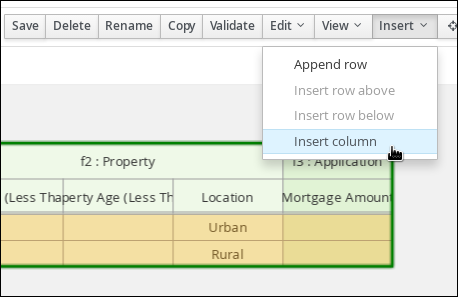 Save Delete Rename Copy Validate Edit View Insert
Append row
Insert row above
Insert row below
Insert column
f2 : Property f3 : Application
(Less Tha perty Age (Less Th Location Mortgage Amount
Urban
Rural